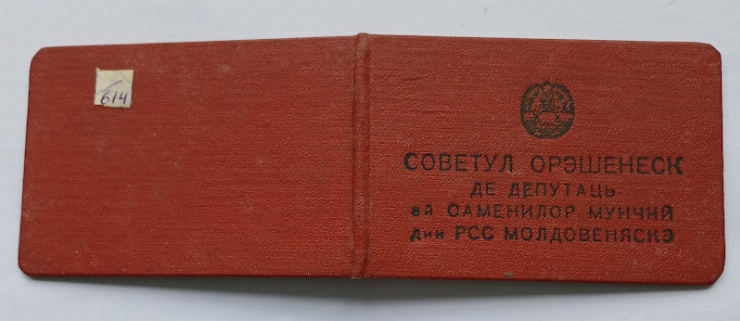 614
СОВЕТУЛ ОРЭШЕНЕСК
ДЕ ДЕПУТАЦЬ
ай ОАМЕНИЛОР МУНЧИЙ
дин РСС МОЛДОВЕНЯСКЭ